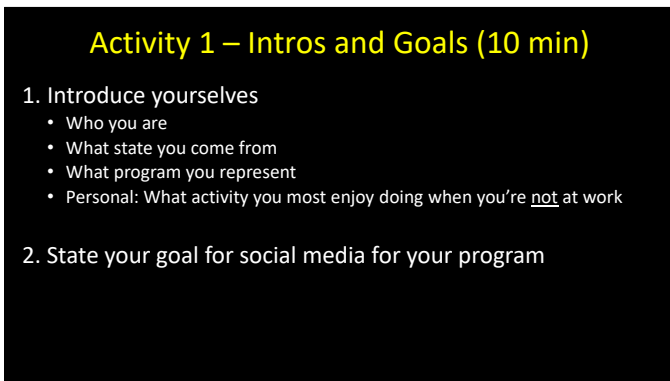 Activity 1 – Intros and Goals (10 min)
1. Introduce yourselves
• Who you are
• What state you come from
• What program you represent
• Personal: What activity you most enjoy doing when you’re not at work
2. State your goal for social media for your program